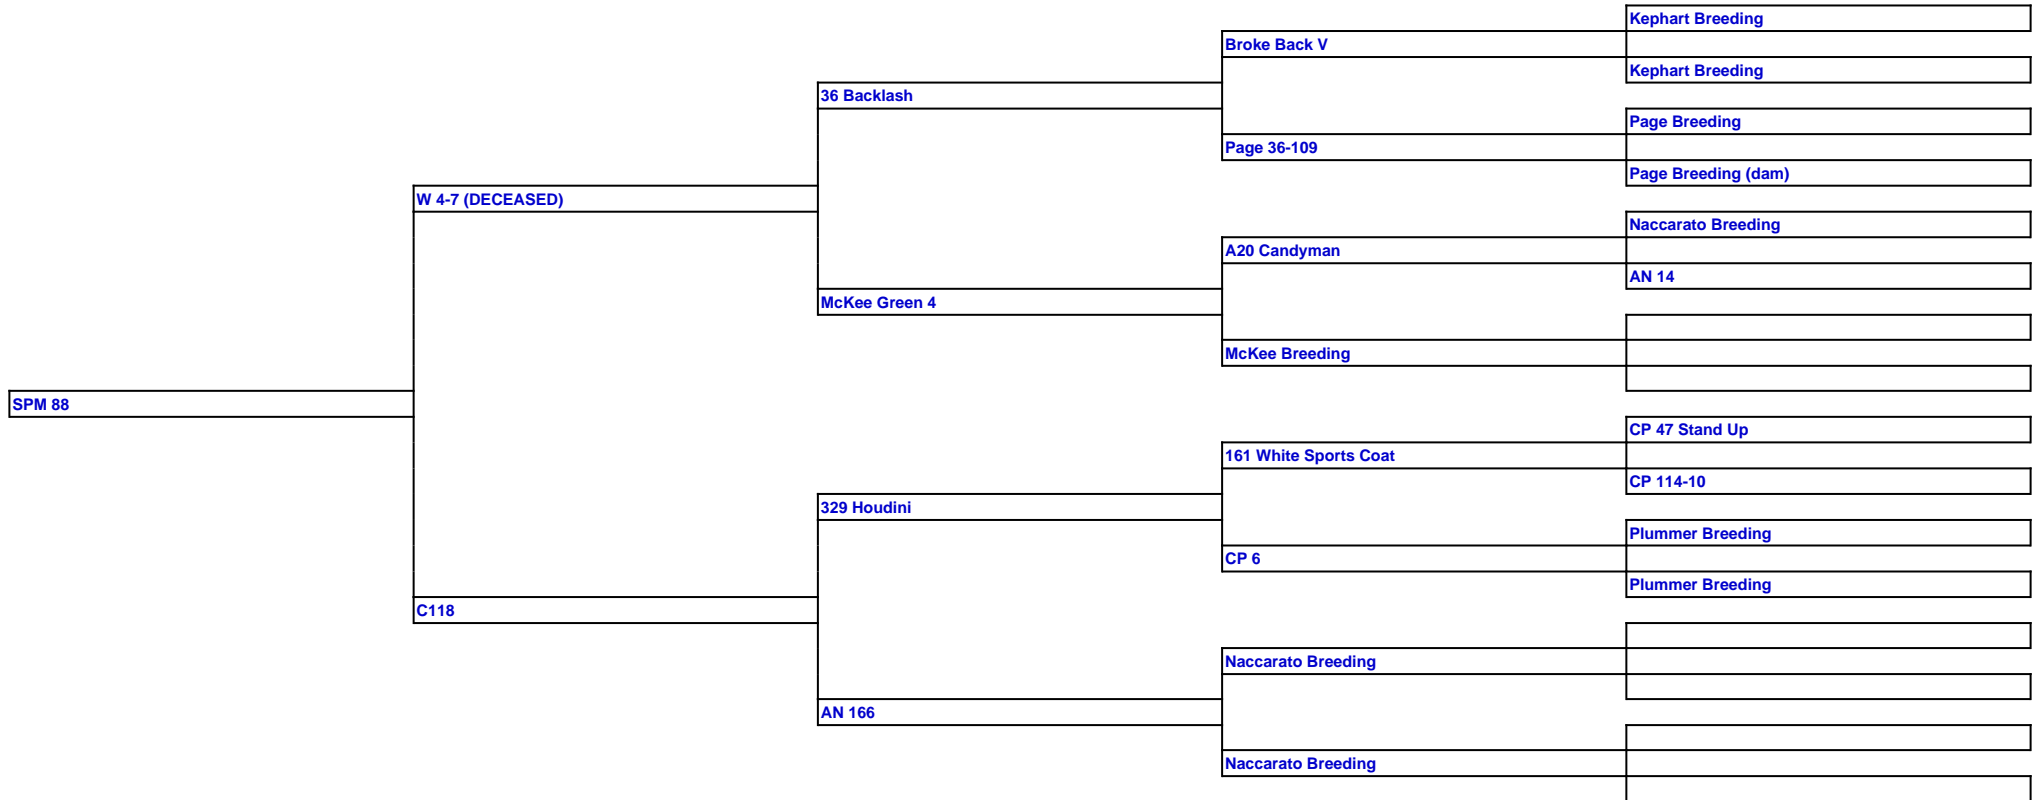 Kephart Breeding
Broke Back V
Kephart Breeding
36 Backlash
Page Breeding
Page 36-109
Page Breeding (dam)
W 4-7 (DECEASED)
Naccarato Breeding
A20 Candyman
AN 14
McKee Green 4
McKee Breeding
SPM 88
CP 47 Stand Up
161 White Sports Coat
CP 114-10
329 Houdini
Plummer Breeding
CP 6
Plummer Breeding
C118
Naccarato Breeding
AN 166
Naccarato Breeding